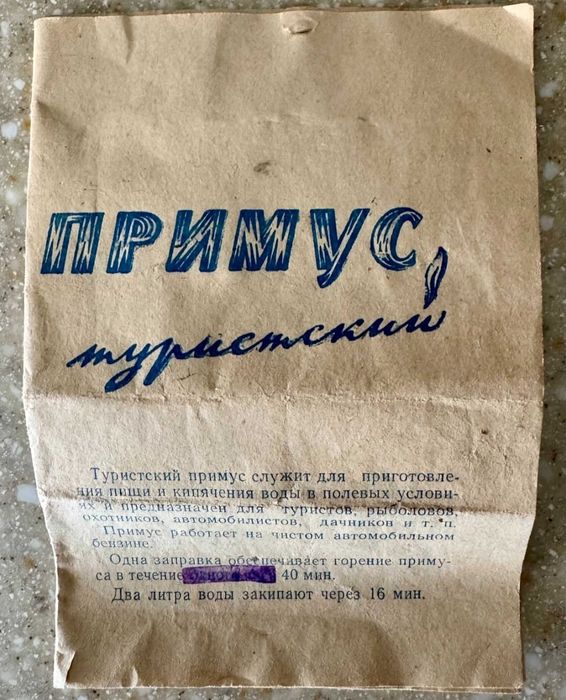 ПРИМУС
туристский
Туристский примус служит для приготовле-
ния пищи и кипячения воды в полевых услови-
ях и предназначен для туристов, рыболовов,
охотников, автомобилистов, дачников и т. п.
Примус работает на чистом автомобильном
бензине.
Одна заправка обеспечивает горение приму-
са в течение 40 мин.
Два литра воды закипают через 16 мин.